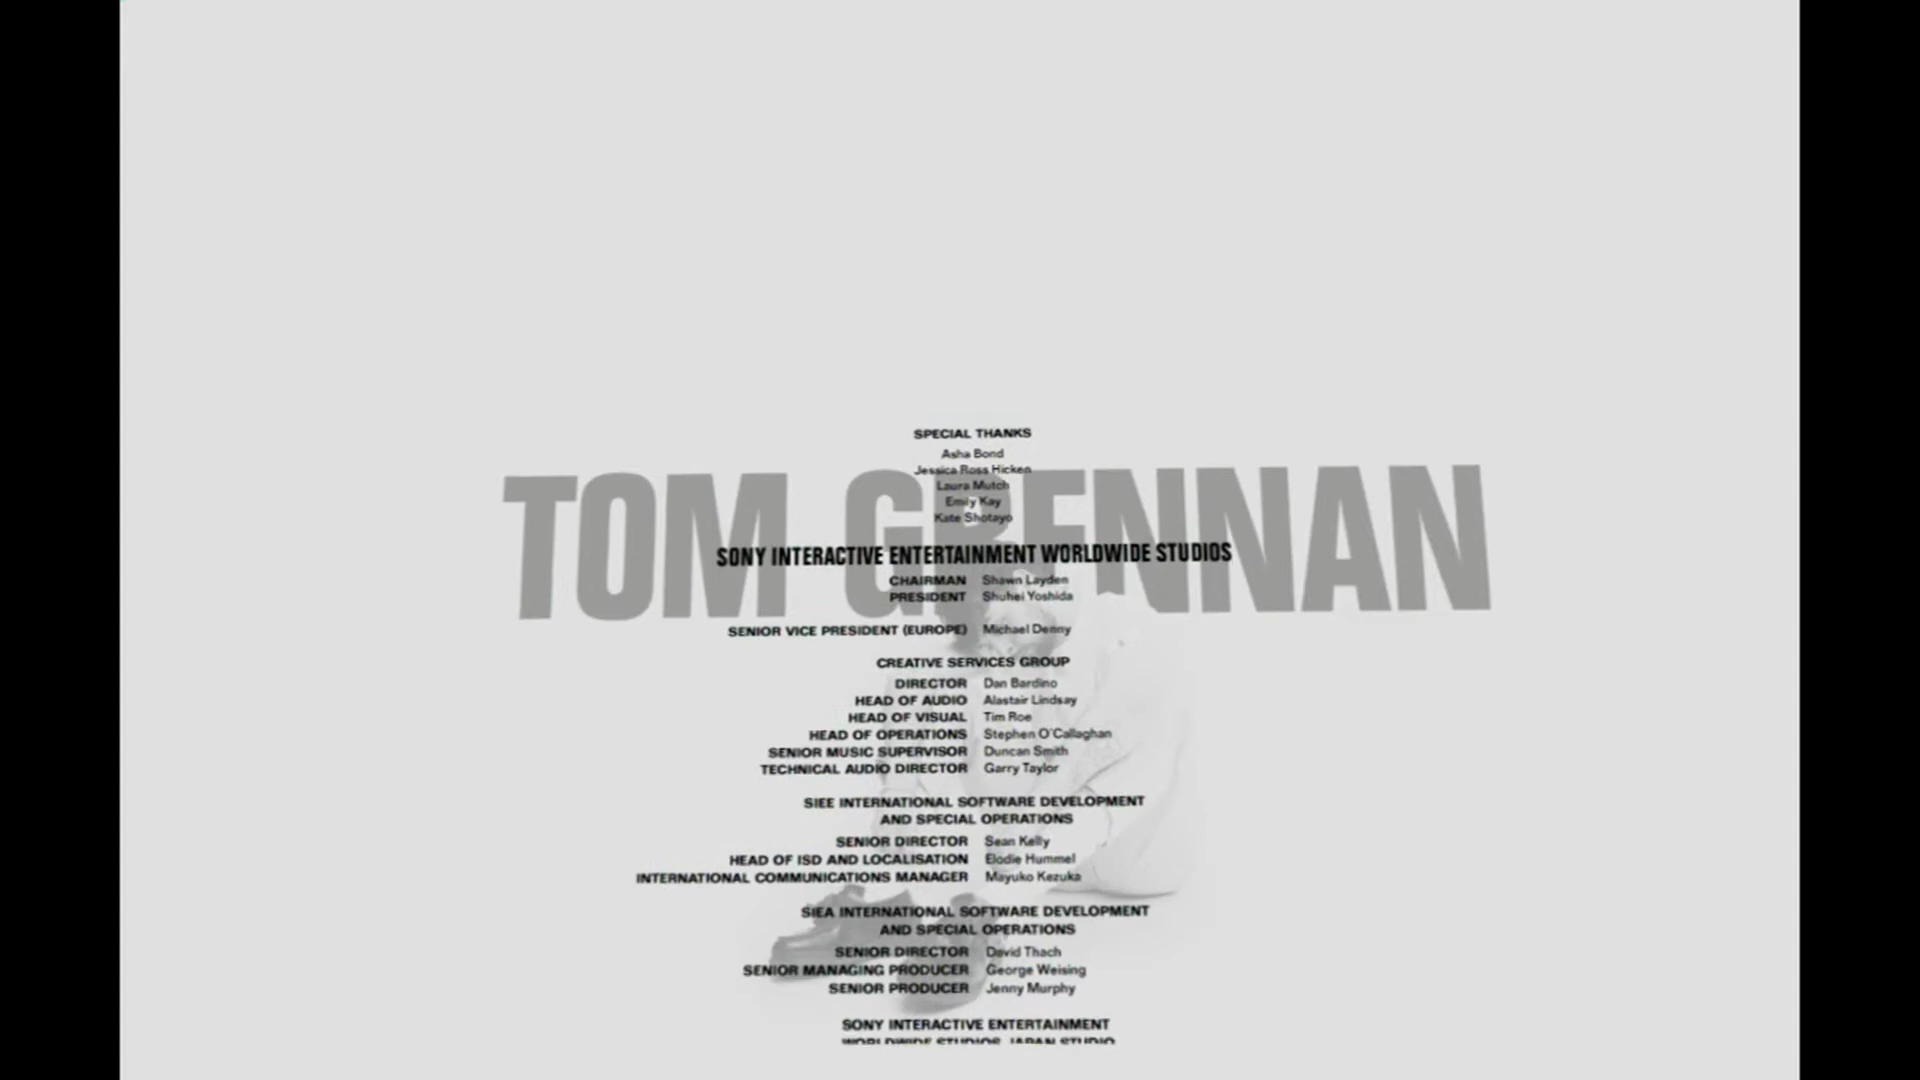 SPECIAL THANKS
Asha Bond
Jessica Ross Hicken
Laura Mutch
Emily Kay
Kate Shotayo
TOM GRENNAN
SONY INTERACTIVE ENTERTAINMENT WORLDWIDE STUDIOS
CHAIRMAN Shawn Layden
PRESIDENT Shuhei Yoshida
SENIOR VICE PRESIDENT (EUROPE) Michael Denny
CREATIVE SERVICES GROUP
DIRECTOR Dan Bardino
HEAD OF AUDIO Alastair Lindsay
HEAD OF VISUAL Tim Roe
HEAD OF OPERATIONS Stephen O'Callaghan
SENIOR MUSIC SUPERVISOR Duncan Smith
TECHNICAL AUDIO DIRECTOR Garry Taylor
SIEE INTERNATIONAL SOFTWARE DEVELOPMENT
AND SPECIAL OPERATIONS
SENIOR DIRECTOR Sean Kelly
HEAD OF ISD AND LOCALISATION Elodie Hummel
INTERNATIONAL COMMUNICATIONS MANAGER Mayuko Kezuka
SIEA INTERNATIONAL SOFTWARE DEVELOPMENT
AND SPECIAL OPERATIONS
SENIOR DIRECTOR David Thach
SENIOR MANAGING PRODUCER George Weising
SENIOR PRODUCER Jenny Murphy
SONY INTERACTIVE ENTERTAINMENT
WORLDWIDE STUDIOS JAPAN STUDIO